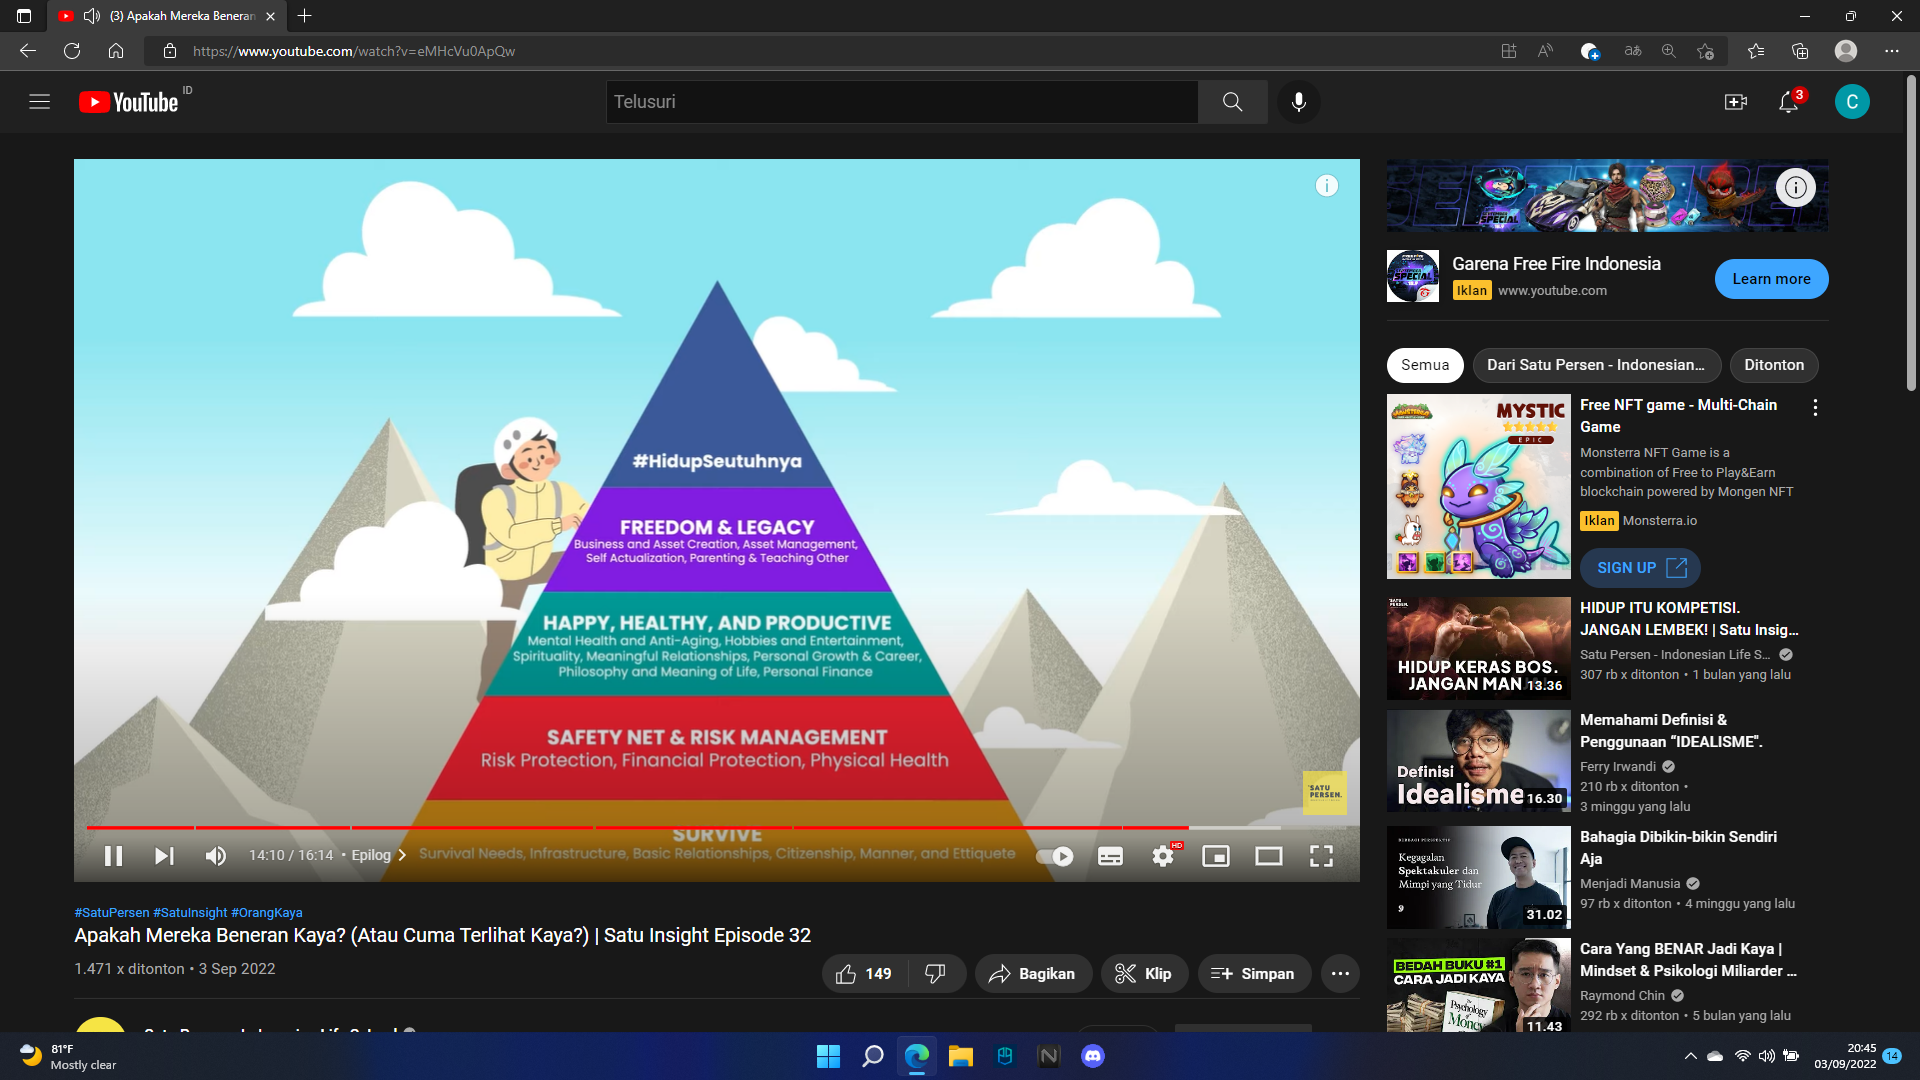 (3) Apakah Mereka Beneran
https://www.youtube.com/watch?v=eMHcVu0ApQw
YouTube ID
Telusuri
3
C
#HidupSeutuhnya
FREEDOM & LEGACY
Business and Asset Creation, Asset Management,
Self Actualization, Parenting & Teaching Other
HAPPY, HEALTHY, AND PRODUCTIVE
Mental Health and Anti-Aging, Hobbies and Entertainment,
Spirituality, Meaningful Relationships, Personal Growth & Career,
Philosophy and Meaning of Life, Personal Finance
SAFETY NET & RISK MANAGEMENT
Risk Protection, Financial Protection, Physical Health
SATU
PERSEN.
SURVIVE
Survival Needs, Infrastructure, Basic Relationships, Citizenship, Manner, and Ettiquete
14:10 / 16:14 • Epilog
HD
#SatuPersen #SatuInsight #OrangKaya
Apakah Mereka Beneran Kaya? (Atau Cuma Terlihat Kaya?) | Satu Insight Episode 32
1.471 x ditonton • 3 Sep 2022
149
Bagikan
Klip
Simpan
SPECIAL
Garena Free Fire Indonesia
Iklan www.youtube.com
Learn more
Semua
Dari Satu Persen - Indonesian...
Ditonton
MYSTIC
EPIC
Free NFT game - Multi-Chain
Game
Monsterra NFT Game is a
combination of Free to Play&Earn
blockchain powered by Mongen NFT
Iklan Monsterra.io
SIGN UP
SATU
PERSEN.
HIDUP KERAS BOS.
JANGAN MAN
13.36
HIDUP ITU KOMPETISI.
JANGAN LEMBEK! | Satu Insig...
Satu Persen - Indonesian Life S...
307 rb x ditonton • 1 bulan yang lalu
Definisi
Idealisme
16.30
Memahami Definisi &
Penggunaan “IDEALISME".
Ferry Irwandi
210 rb x ditonton •
3 minggu yang lalu
Kegagalan
Spektakuler dan
Mimpi yang Tidur
9
31.02
Bahagia Dibikin-bikin Sendiri
Aja
Menjadi Manusia
97 rb x ditonton • 4 minggu yang lalu
BEDAH BUKU #1
CARA JADI KAYA
The
Psychology
of Money
11.43
Cara Yang BENAR Jadi Kaya |
Mindset & Psikologi Miliarder ...
Raymond Chin
292 rb x ditonton • 5 bulan yang lalu
81°F
Mostly clear
20:45
03/09/2022
14